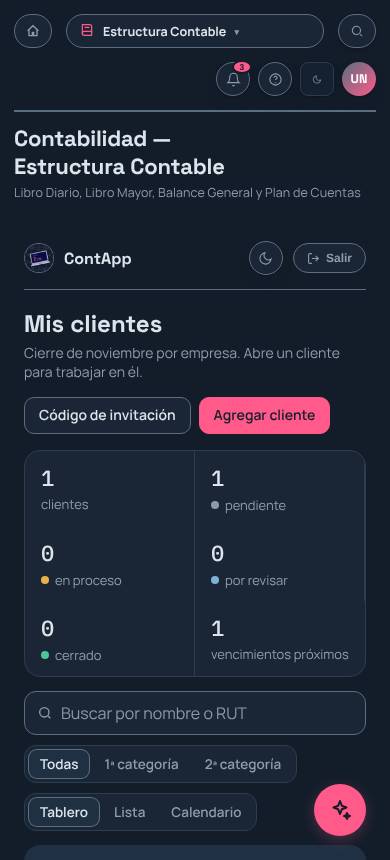 Estructura Contable
3
UN
Contabilidad —
Estructura Contable
Libro Diario, Libro Mayor, Balance General y Plan de Cuentas
ContApp
Salir
Mis clientes
Cierre de noviembre por empresa. Abre un cliente
para trabajar en él.
Código de invitación
Agregar cliente
1
clientes
1
pendiente
0
en proceso
0
por revisar
0
cerrado
1
vencimientos próximos
Buscar por nombre o RUT
Todas
1ª categoría
2ª categoría
Tablero
Lista
Calendario